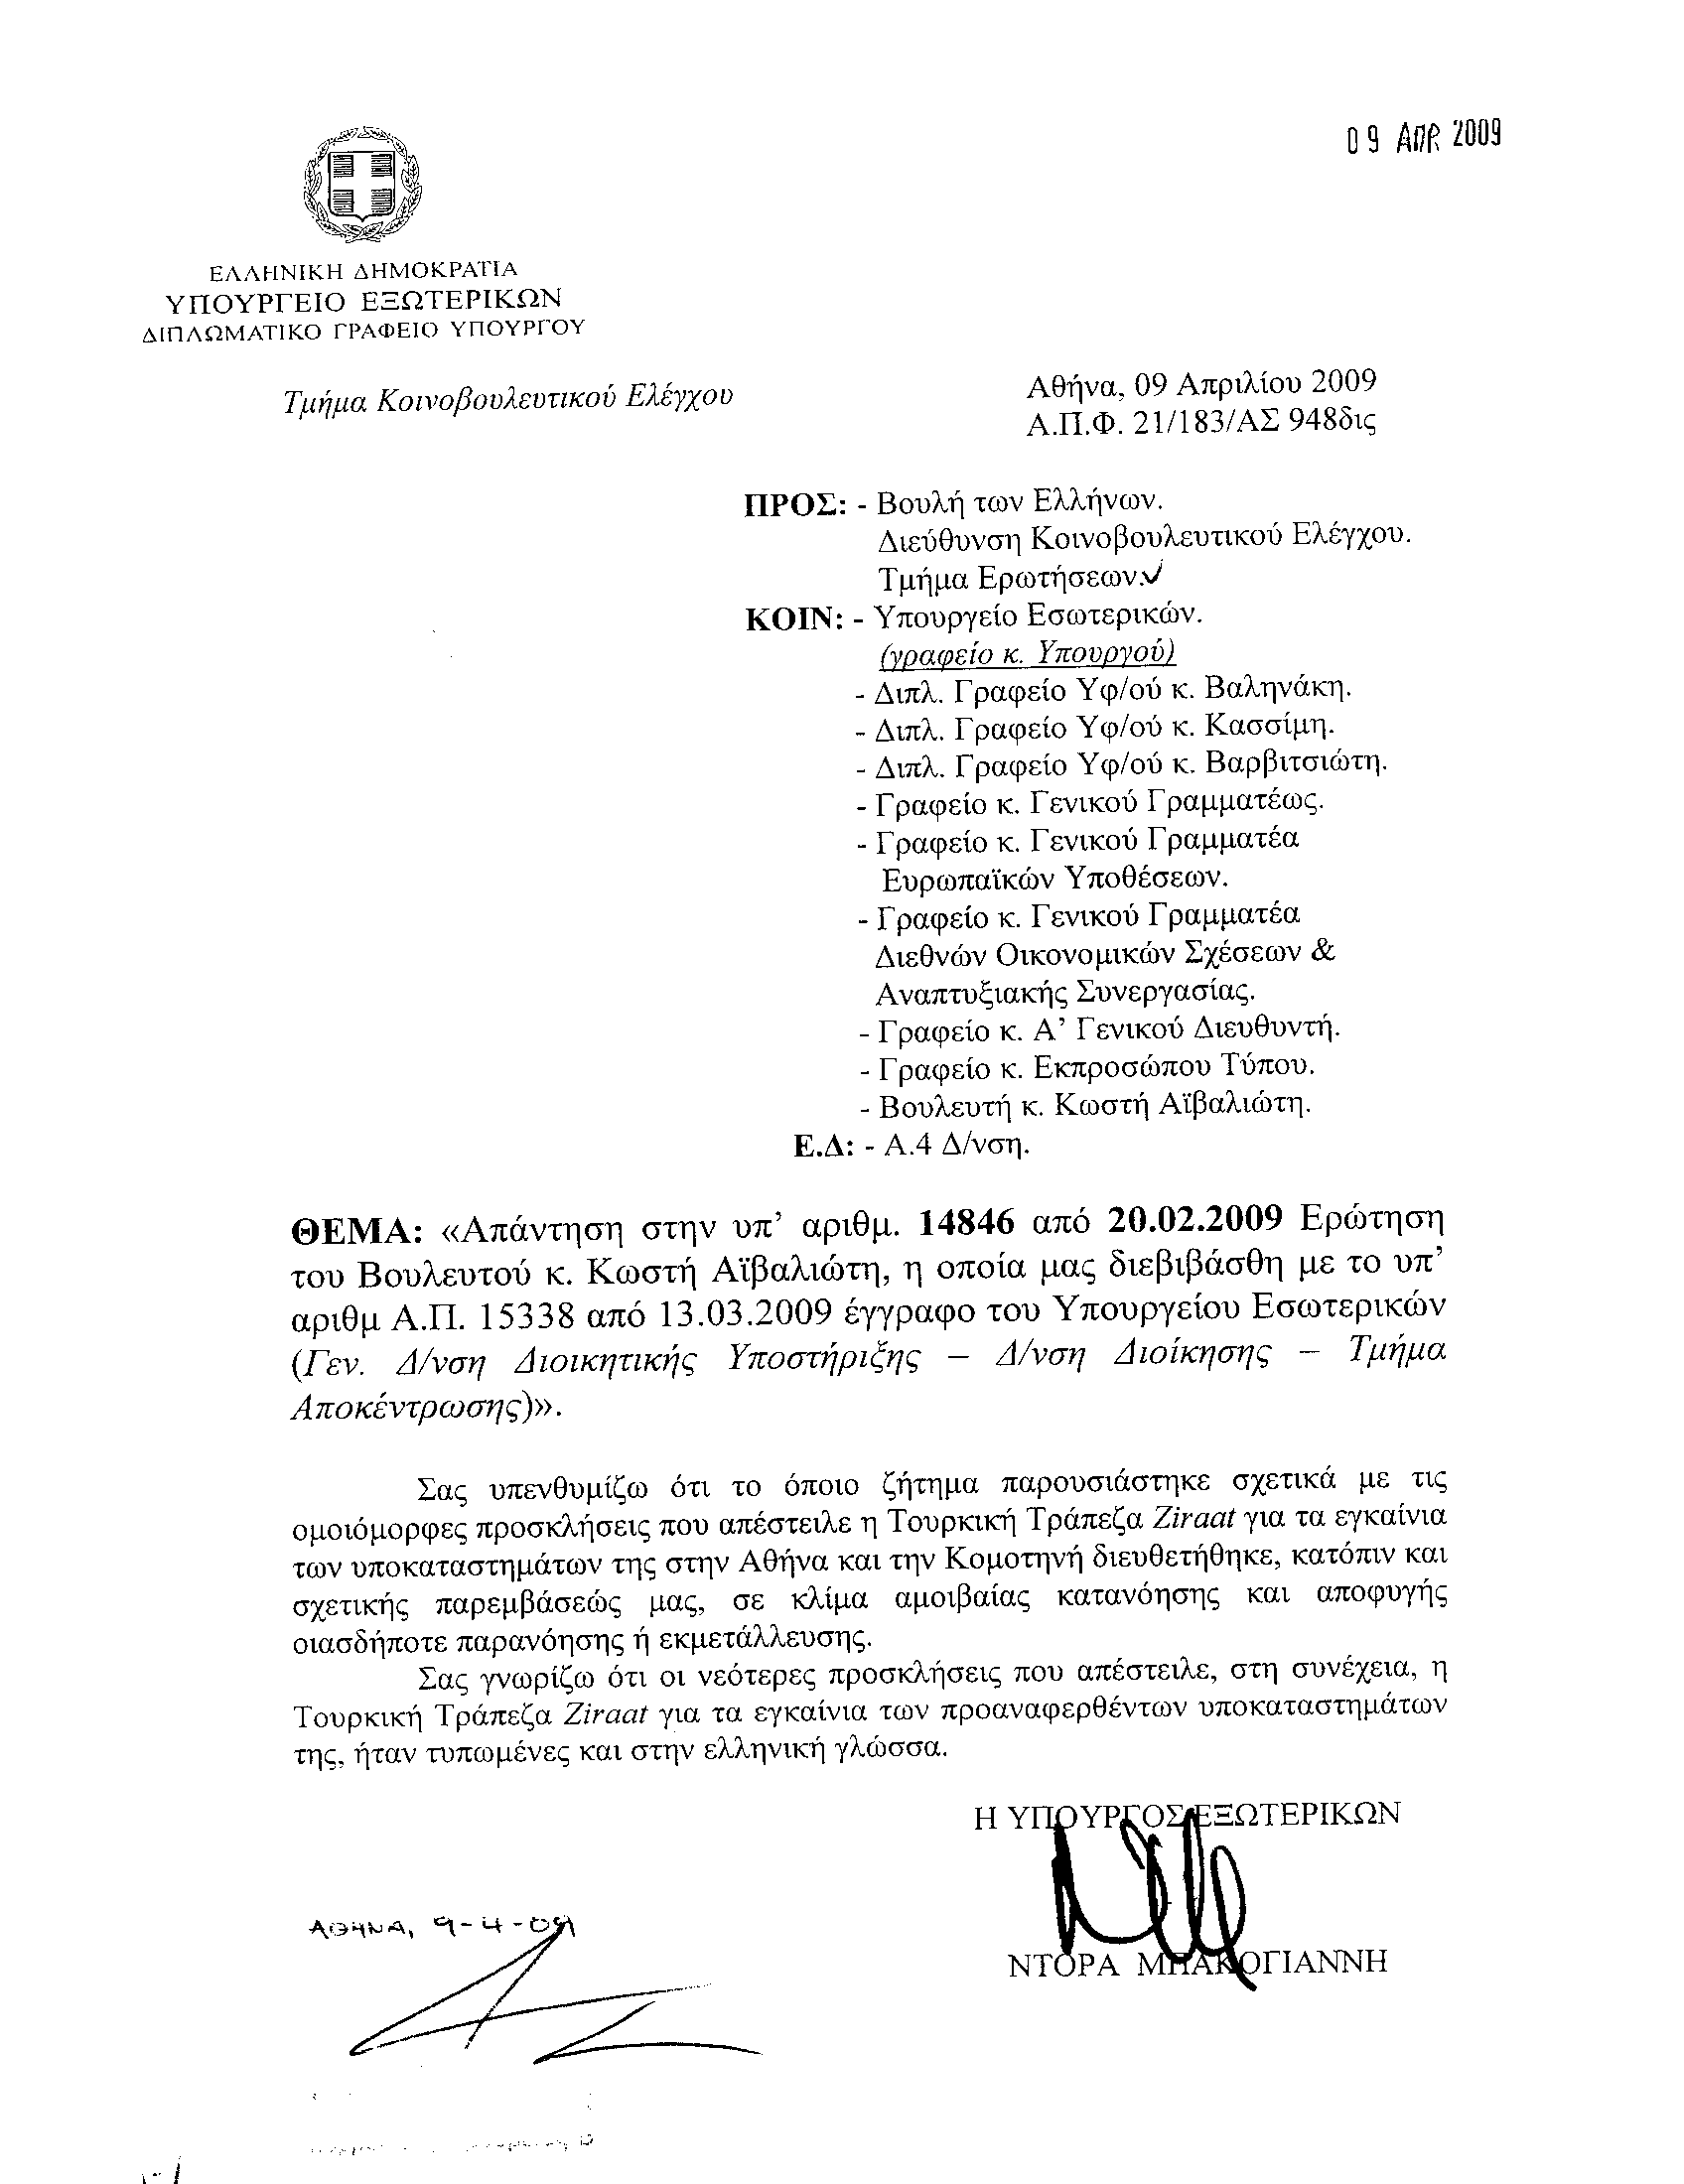 09 ΑΠΡ. 2009
ΕΛΛΗΝΙΚΗ ΔΗΜΟΚΡΑΤΙΑ
ΥΠΟΥΡΓΕΙΟ ΕΞΩΤΕΡΙΚΩΝ
ΔΙΠΛΩΜΑΤΙΚΟ ΓΡΑΦΕΙΟ ΥΠΟΥΡΓΟΥ
Τμήμα Κοινοβουλευτικού Ελέγχου
Αθήνα, 09 Απριλίου 2009
Α.Π.Φ. 21/183/ΑΣ 948δις
ΠΡΟΣ: - Βουλή των Ελλήνων.
Διεύθυνση Κοινοβουλευτικού Ελέγχου.
Τμήμα Ερωτήσεων.✓
ΚΟΙΝ: - Υπουργείο Εσωτερικών.
(γραφείο κ. Υπουργού)
- Διπλ. Γραφείο Υφ/ού κ. Βαληνάκη.
- Διπλ. Γραφείο Υφ/ού κ. Κασσίμη.
- Διπλ. Γραφείο Υφ/ού κ. Βαρβιτσιώτη.
- Γραφείο κ. Γενικού Γραμματέως.
- Γραφείο κ. Γενικού Γραμματέα
Ευρωπαϊκών Υποθέσεων.
- Γραφείο κ. Γενικού Γραμματέα
Διεθνών Οικονομικών Σχέσεων &
Αναπτυξιακής Συνεργασίας.
- Γραφείο κ. Α’ Γενικού Διευθυντή.
- Γραφείο κ. Εκπροσώπου Τύπου.
- Βουλευτή κ. Κωστή Αϊβαλιώτη.
Ε.Δ: - Α.4 Δ/νση.
ΘΕΜΑ: «Απάντηση στην υπ’ αριθμ. 14846 από 20.02.2009 Ερώτηση
του Βουλευτού κ. Κωστή Αϊβαλιώτη, η οποία μας διεβιβάσθη με το υπ’
αριθμ Α.Π. 15338 από 13.03.2009 έγγραφο του Υπουργείου Εσωτερικών
(Γεν. Δ/νση Διοικητικής Υποστήριξης – Δ/νση Διοίκησης – Τμήμα
Αποκέντρωσης)».
Σας υπενθυμίζω ότι το όποιο ζήτημα παρουσιάστηκε σχετικά με τις
ομοιόμορφες προσκλήσεις που απέστειλε η Τουρκική Τράπεζα Ziraat για τα εγκαίνια
των υποκαταστημάτων της στην Αθήνα και την Κομοτηνή διευθετήθηκε, κατόπιν και
σχετικής παρεμβάσεώς μας, σε κλίμα αμοιβαίας κατανόησης και αποφυγής
οιασδήποτε παρανόησης ή εκμετάλλευσης.
Σας γνωρίζω ότι οι νεότερες προσκλήσεις που απέστειλε, στη συνέχεια, η
Τουρκική Τράπεζα Ziraat για τα εγκαίνια των προαναφερθέντων υποκαταστημάτων
της, ήταν τυπωμένες και στην ελληνική γλώσσα.
Η ΥΠΟΥΡΓΟΣ ΕΞΩΤΕΡΙΚΩΝ
ΝΤΟΡΑ ΜΠΑΚΟΓΙΑΝΝΗ
ΑΘΗΝΑ, 9-4-09